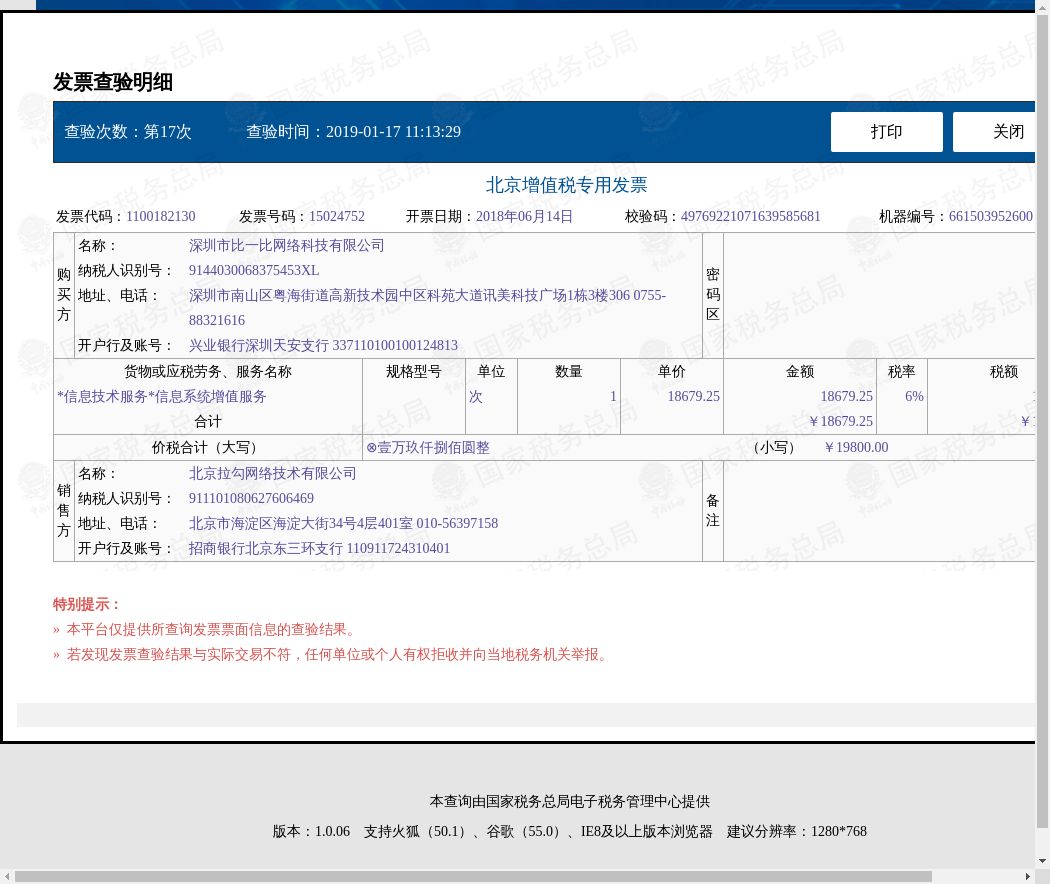 发票查验明细
查验次数：第17次 查验时间：2019-01-17 11:13:29 打印 关闭
北京增值税专用发票
发票代码：1100182130 发票号码：15024752 开票日期：2018年06月14日 校验码：49769221071639585681 机器编号：661503952600
购买方
名称： 深圳市比一比网络科技有限公司
纳税人识别号： 9144030068375453XL
地址、电话： 深圳市南山区粤海街道高新技术园中区科苑大道讯美科技广场1栋3楼306 0755-
88321616
开户行及账号： 兴业银行深圳天安支行 337110100100124813
密码区
货物或应税劳务、服务名称 规格型号 单位 数量 单价 金额 税率 税额
*信息技术服务*信息系统增值服务 次 1 18679.25 18679.25 6%
合计 ￥18679.25 ￥
价税合计（大写） ⊗壹万玖仟捌佰圆整 （小写） ￥19800.00
销售方
名称： 北京拉勾网络技术有限公司
纳税人识别号： 911101080627606469
地址、电话： 北京市海淀区海淀大街34号4层401室 010-56397158
开户行及账号： 招商银行北京东三环支行 110911724310401
备注
特别提示：
» 本平台仅提供所查询发票票面信息的查验结果。
» 若发现发票查验结果与实际交易不符，任何单位或个人有权拒收并向当地税务机关举报。
本查询由国家税务总局电子税务管理中心提供
版本：1.0.06 支持火狐（50.1）、谷歌（55.0）、IE8及以上版本浏览器 建议分辨率：1280*768
国家税务总局